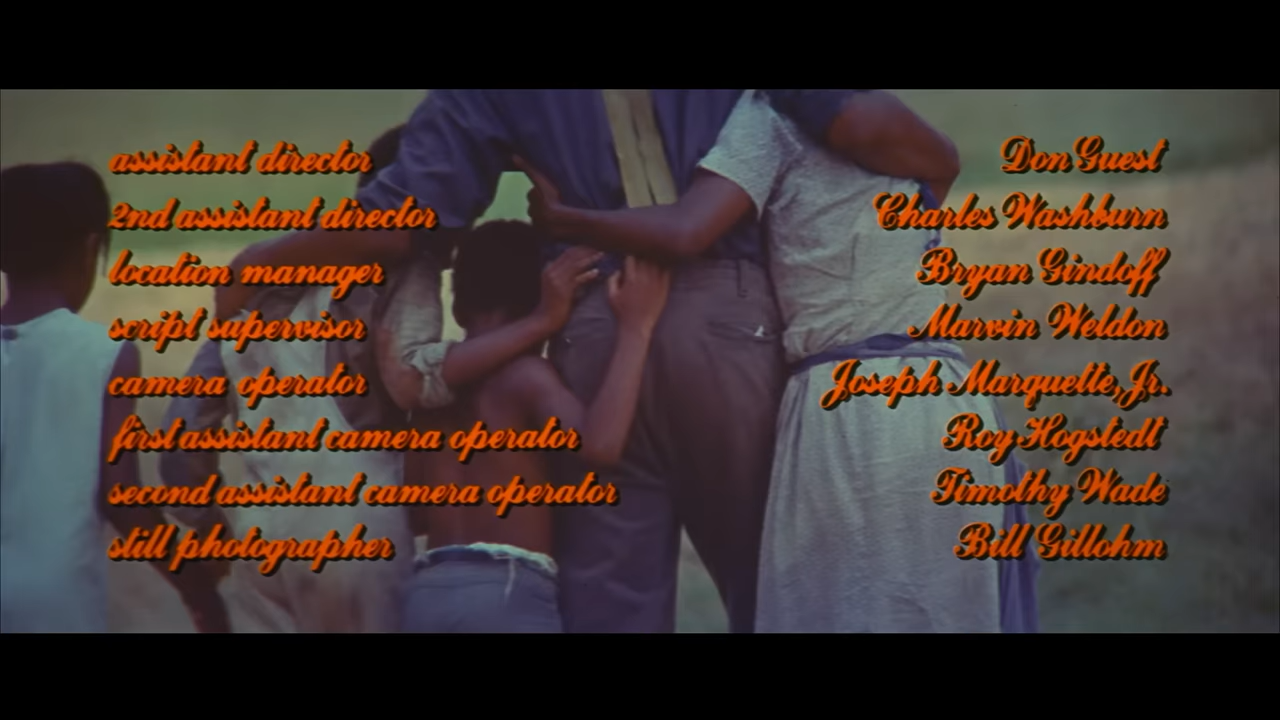 assistant director Don Guest
2nd assistant director Charles Washburn
location manager Bryan Gindoff
script supervisor Marvin Weldon
camera operator Joseph Marquette, Jr.
first assistant camera operator Roy Hogstedt
second assistant camera operator Timothy Wade
still photographer Bill Gillohm